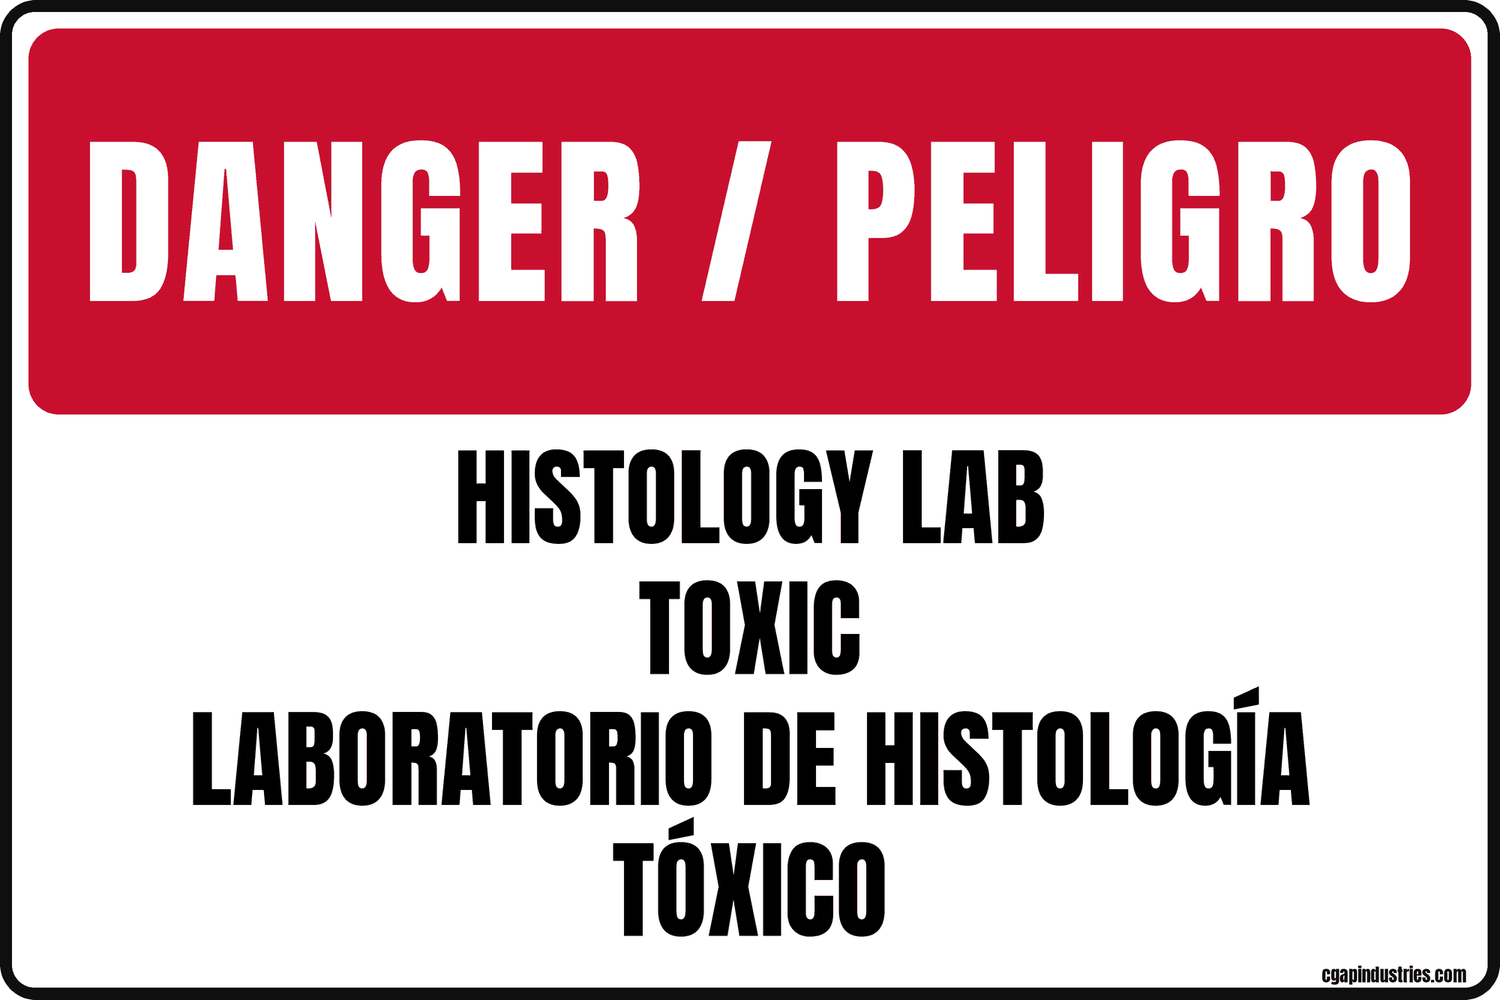 DANGER / PELIGRO
HISTOLOGY LAB
TOXIC
LABORATORIO DE HISTOLOGÍA
TÓXICO
cgapindustries.com